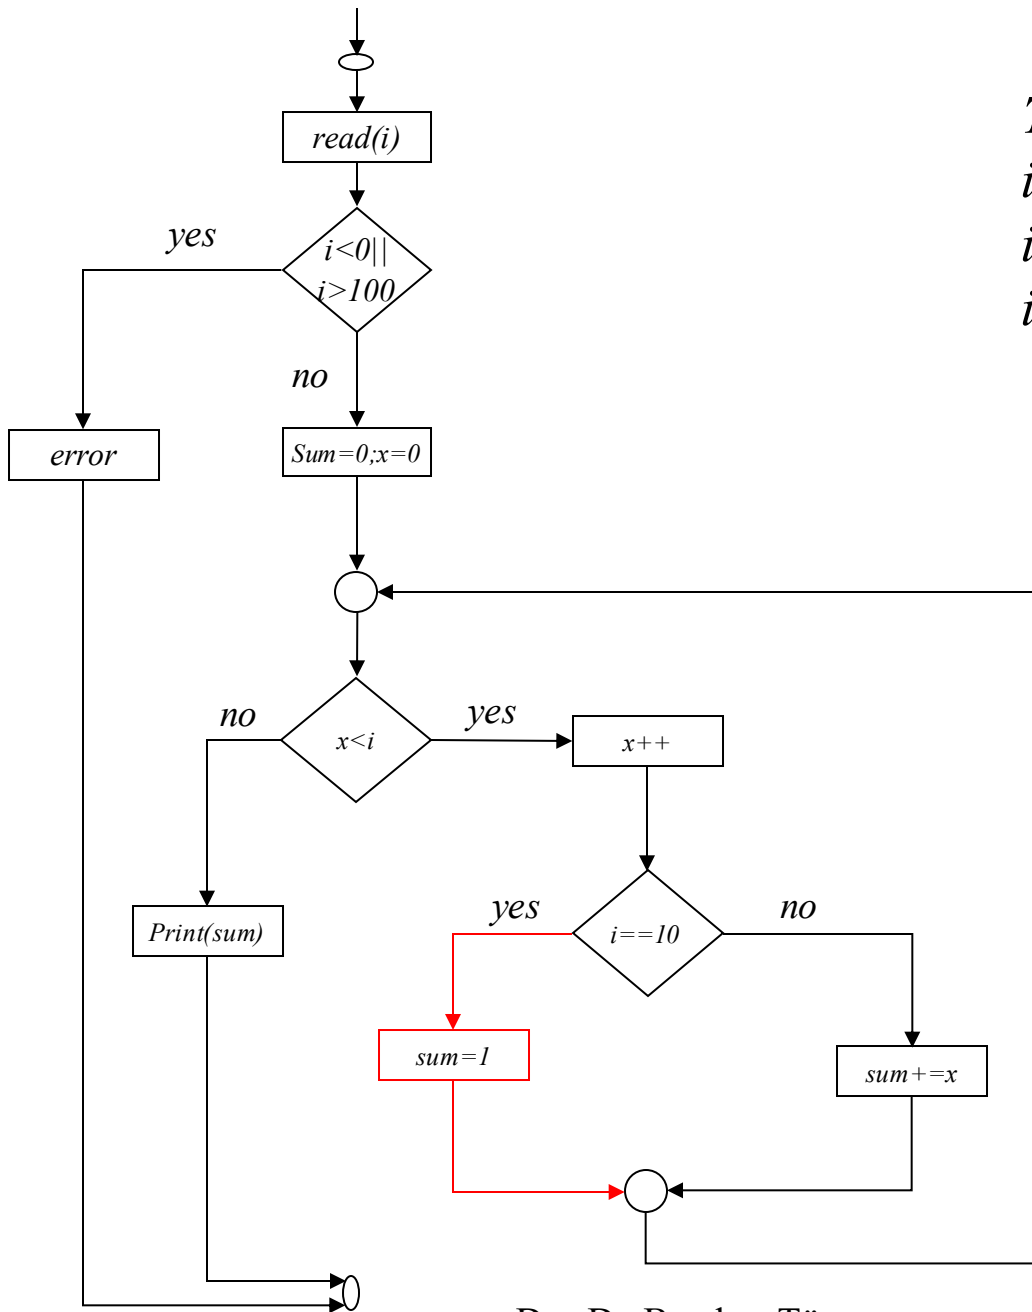 read(i)
yes
i<0||
i>100
no
error
Sum=0;x=0
no
yes
x<i
x++
yes
no
Print(sum)
i==10
sum=1
sum+=x